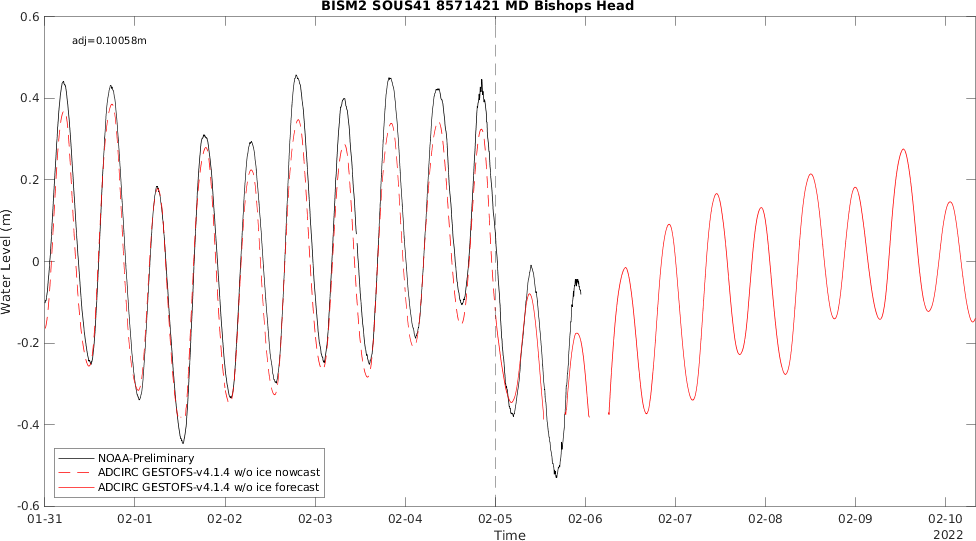 BISM2 SOUS41 8571421 MD Bishops Head
adj=0.10058m
0.6
0.4
0.2
0
-0.2
-0.4
-0.6
Water Level (m)
NOAA-Preliminary
ADCIRC GESTOFS-v4.1.4 w/o ice nowcast
ADCIRC GESTOFS-v4.1.4 w/o ice forecast
01-31 02-01 02-02 02-03 02-04 02-05 02-06 02-07 02-08 02-09 02-10
Time 2022